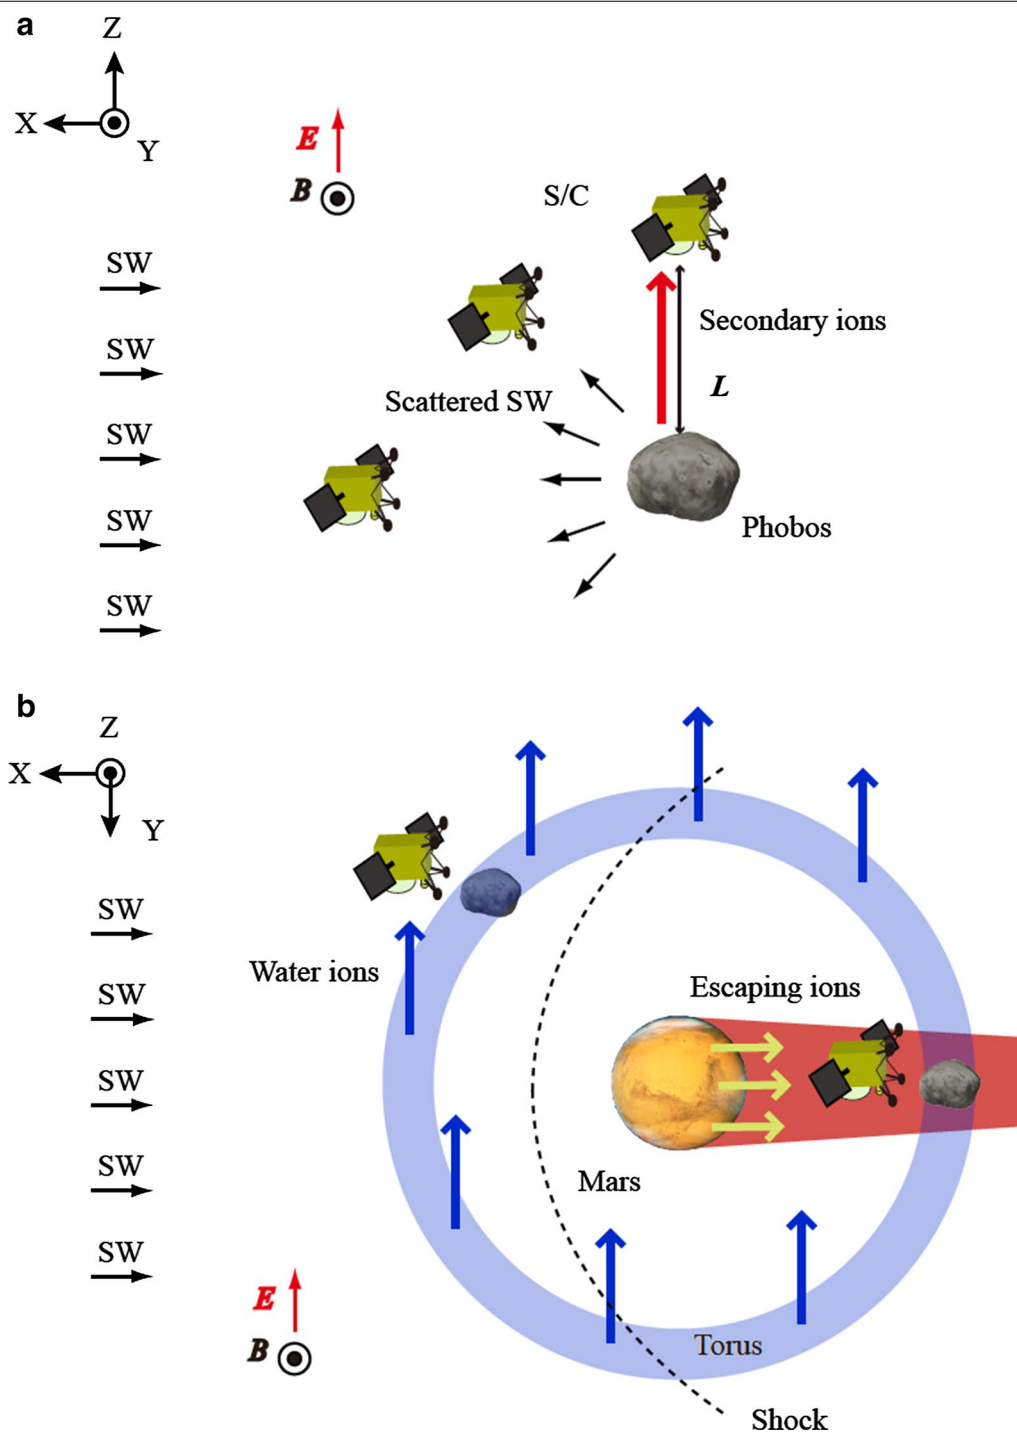 a
Z
X
Y
E
B
S/C
SW
SW
Secondary ions
L
Scattered SW
SW
SW
Phobos
SW
b
Z
X
Y
SW
Water ions
Escaping ions
SW
SW
SW
Mars
SW
E
B
Torus
Shock